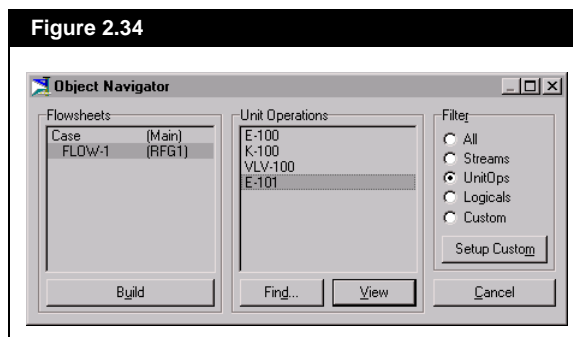 Figure 2.34
Object Navigator
Flowsheets
Case (Main)
FLOW-1 (RFG1)
Build
Unit Operations
E-100
K-100
VLV-100
E-101
Find...
View
Filter
All
Streams
UnitOps
Logicals
Custom
Setup Custom
Cancel